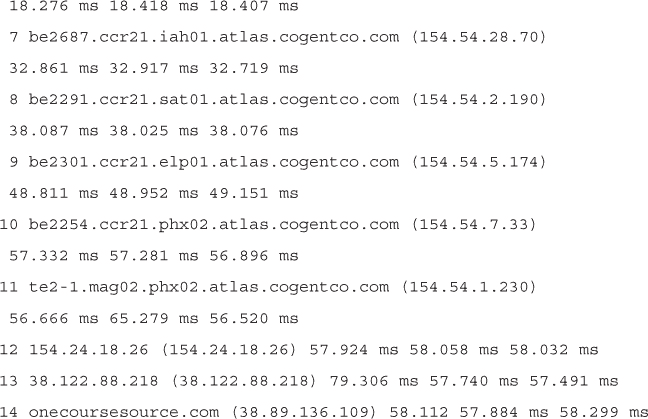 18.276 ms 18.418 ms 18.407 ms
7 be2687.ccr21.iah01.atlas.cogentco.com (154.54.28.70)
32.861 ms 32.917 ms 32.719 ms
8 be2291.ccr21.sat01.atlas.cogentco.com (154.54.2.190)
38.087 ms 38.025 ms 38.076 ms
9 be2301.ccr21.elp01.atlas.cogentco.com (154.54.5.174)
48.811 ms 48.952 ms 49.151 ms
10 be2254.ccr21.phx02.atlas.cogentco.com (154.54.7.33)
57.332 ms 57.281 ms 56.896 ms
11 te2-1.mag02.phx02.atlas.cogentco.com (154.54.1.230)
56.666 ms 65.279 ms 56.520 ms
12 154.24.18.26 (154.24.18.26) 57.924 ms 58.058 ms 58.032 ms
13 38.122.88.218 (38.122.88.218) 79.306 ms 57.740 ms 57.491 ms
14 onecoursesource.com (38.89.136.109) 58.112 57.884 ms 58.299 ms